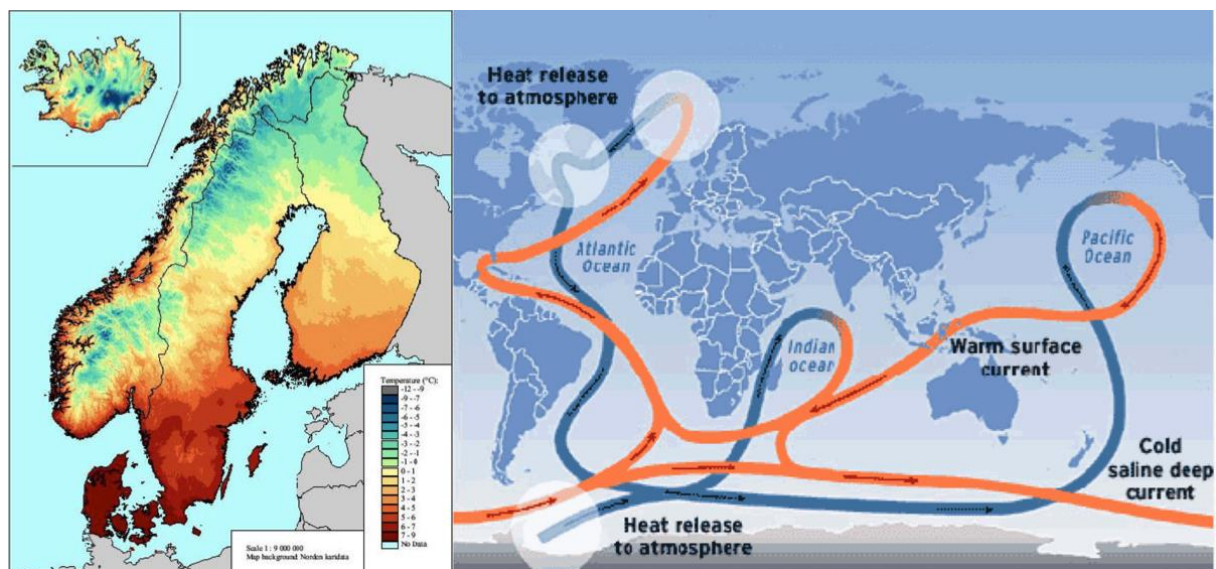 Temperature (°C):
-12 - -9
-9 - -7
-7 - -6
-6 - -5
-5 - -4
-4 - -3
-3 - -2
-2 - -1
-1 - 0
0 - 1
1 - 2
2 - 3
3 - 4
4 - 5
5 - 6
6 - 7
7 - 9
No Data
Scale 1 : 9 000 000
Map background: Norden kartdata
Heat release
to atmosphere
Atlantic
Ocean
Indian
ocean
Pacific
Ocean
Warm surface
current
Cold
saline deep
current
Heat release
to atmosphere